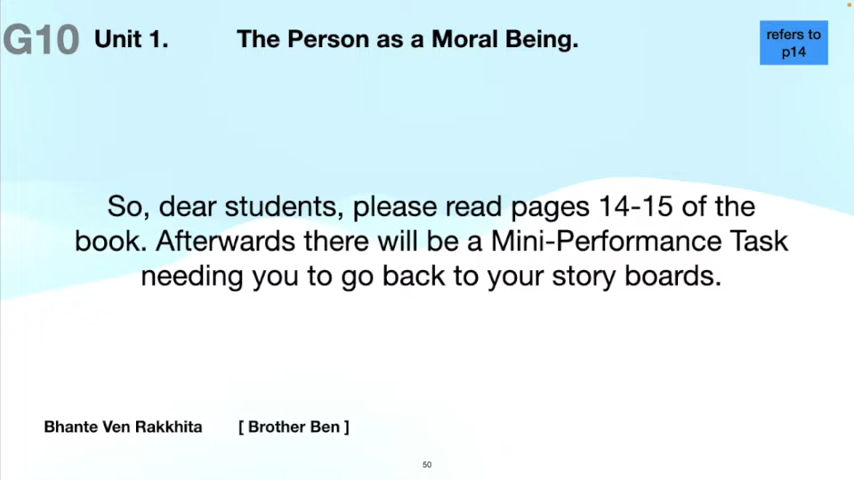 G10 Unit 1. The Person as a Moral Being.
refers to
p14
So, dear students, please read pages 14-15 of the
book. Afterwards there will be a Mini-Performance Task
needing you to go back to your story boards.
Bhante Ven Rakkhita [ Brother Ben ]
50